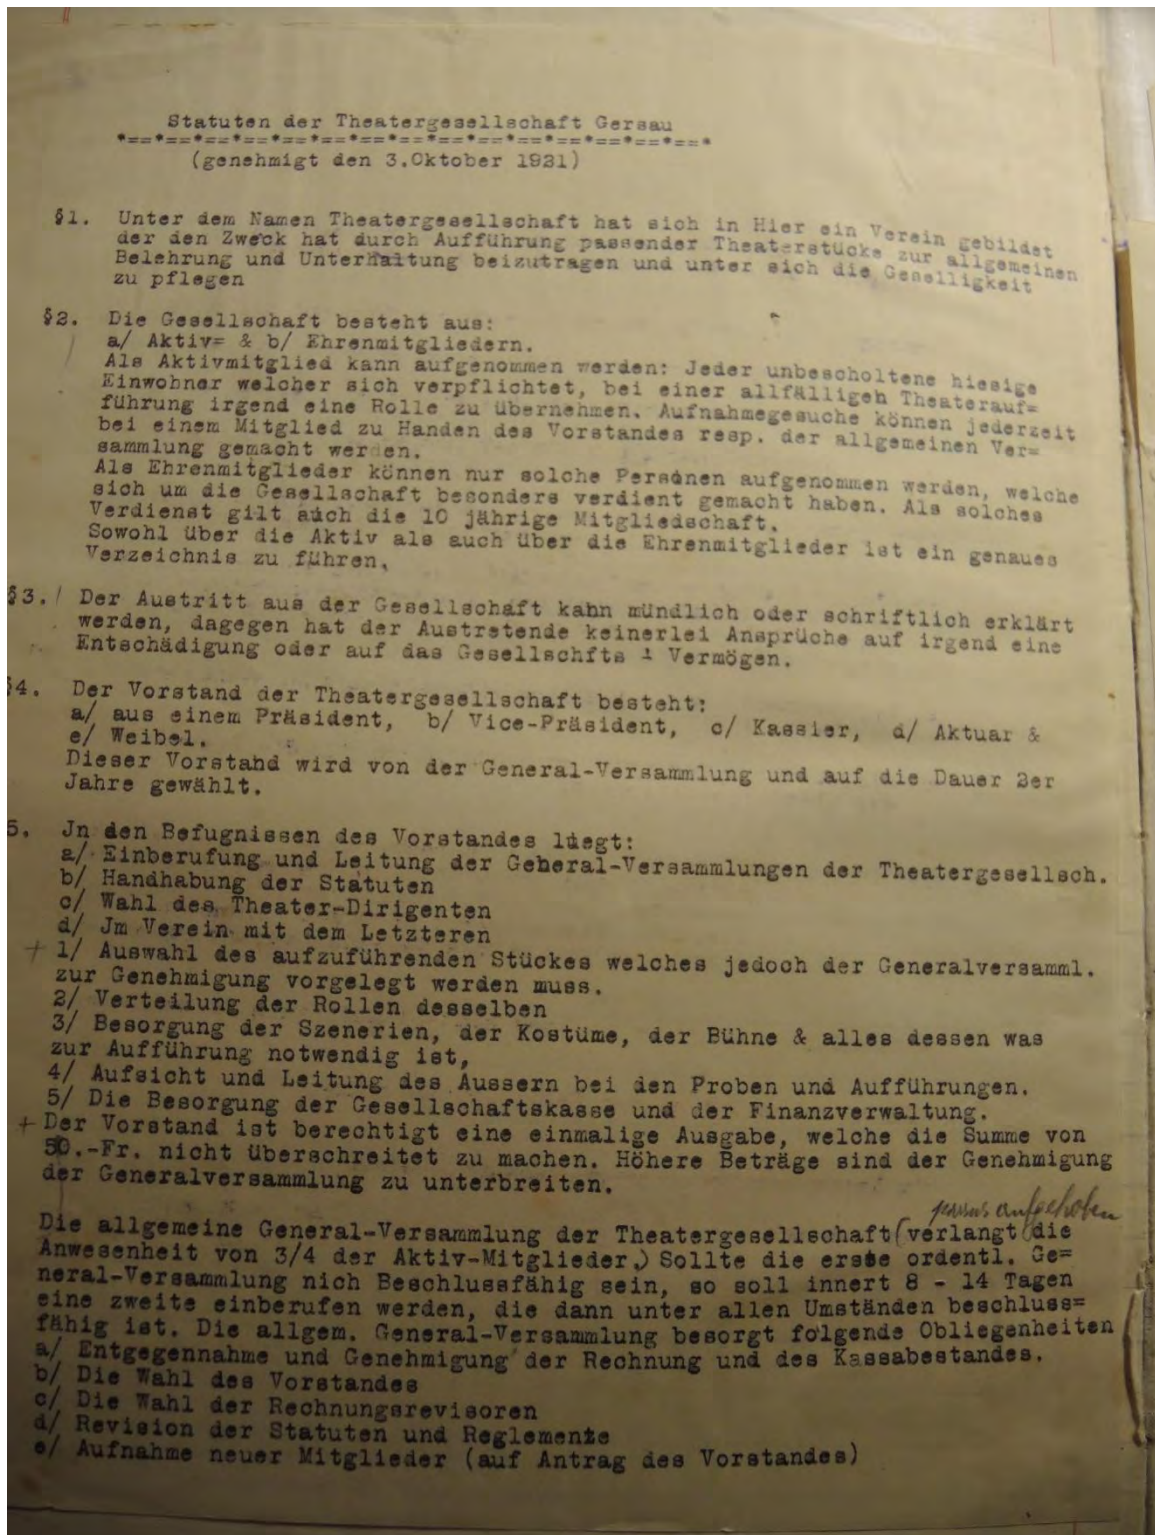 Statuten der Theatergesellschaft Gersau
*==*==*==*==*==*==*==*==*==*==*==*==*==*==*==*
(genehmigt den 3.Oktober 1921)
§1. Unter dem Namen Theatergesellschaft hat sich in Hier ein Verein gebildet
der den Zweck hat durch Aufführung passender Theaterstücke zur allgemeinen
Belehrung und Unterhaltung beizutragen und unter sich die Geselligkeit
zu pflegen
§2. Die Gesellschaft besteht aus:
a/ Aktiv= & b/ Ehrenmitgliedern.
Als Aktivmitglied kann aufgenommen werden: Jeder unbescholtene hiesige
Einwohner welcher sich verpflichtet, bei einer allfälligen Theaterauf=
führung irgend eine Rolle zu übernehmen. Aufnahmegesuche können jederzeit
bei einem Mitglied zu Handen des Vorstandes resp. der allgemeinen Ver=
sammlung gemacht werden.
Als Ehrenmitglieder können nur solche Personen aufgenommen werden, welche
sich um die Gesellschaft besonders verdient gemacht haben. Als solches
Verdienst gilt auch die 10 jährige Mitgliedschaft.
Sowohl über die Aktiv als auch über die Ehrenmitglieder ist ein genaues
Verzeichnis zu führen.
§3. Der Austritt aus der Gesellschaft kann mündlich oder schriftlich erklärt
werden, dagegen hat der Austretende keinerlei Ansprüche auf irgend eine
Entschädigung oder auf das Gesellschfts - Vermögen.
§4. Der Vorstand der Theatergesellschaft besteht:
a/ aus einem Präsident, b/ Vice-Präsident, c/ Kassier, d/ Aktuar &
e/ Weibel.
Dieser Vorstand wird von der General-Versammlung und auf die Dauer 2er
Jahre gewählt.
5. Jn den Befugnissen des Vorstandes liegt:
a/ Einberufung und Leitung der General-Versammlungen der Theatergesellsch.
b/ Handhabung der Statuten
c/ Wahl des Theater-Dirigenten
d/ Jm Verein mit dem Letzteren
+ 1/ Auswahl des aufzuführenden Stückes welches jedoch der Generalversamml.
zur Genehmigung vorgelegt werden muss.
2/ Verteilung der Rollen desselben
3/ Besorgung der Szenerien, der Kostüme, der Bühne & alles dessen was
zur Aufführung notwendig ist,
4/ Aufsicht und Leitung des Aussern bei den Proben und Aufführungen.
5/ Die Besorgung der Gesellschaftskasse und der Finanzverwaltung.
+ Der Vorstand ist berechtigt eine einmalige Ausgabe, welche die Summe von
50.-Fr. nicht überschreitet zu machen. Höhere Beträge sind der Genehmigung
der Generalversammlung zu unterbreiten.
passus aufgehoben
Die allgemeine General-Versammlung der Theatergesellschaft (verlangt die
Anwesenheit von 3/4 der Aktiv-Mitglieder.) Sollte die erste ordentl. Ge=
neral-Versammlung nich Beschlussfähig sein, so soll innert 8 - 14 Tagen
eine zweite einberufen werden, die dann unter allen Umständen beschluss=
fähig ist. Die allgem. General-Versammlung besorgt folgende Obliegenheiten
a/ Entgegennahme und Genehmigung der Rechnung und des Kassabestandes.
b/ Die Wahl des Vorstandes
c/ Die Wahl der Rechnungsrevisoren
d/ Revision der Statuten und Reglemente
e/ Aufnahme neuer Mitglieder (auf Antrag des Vorstandes)